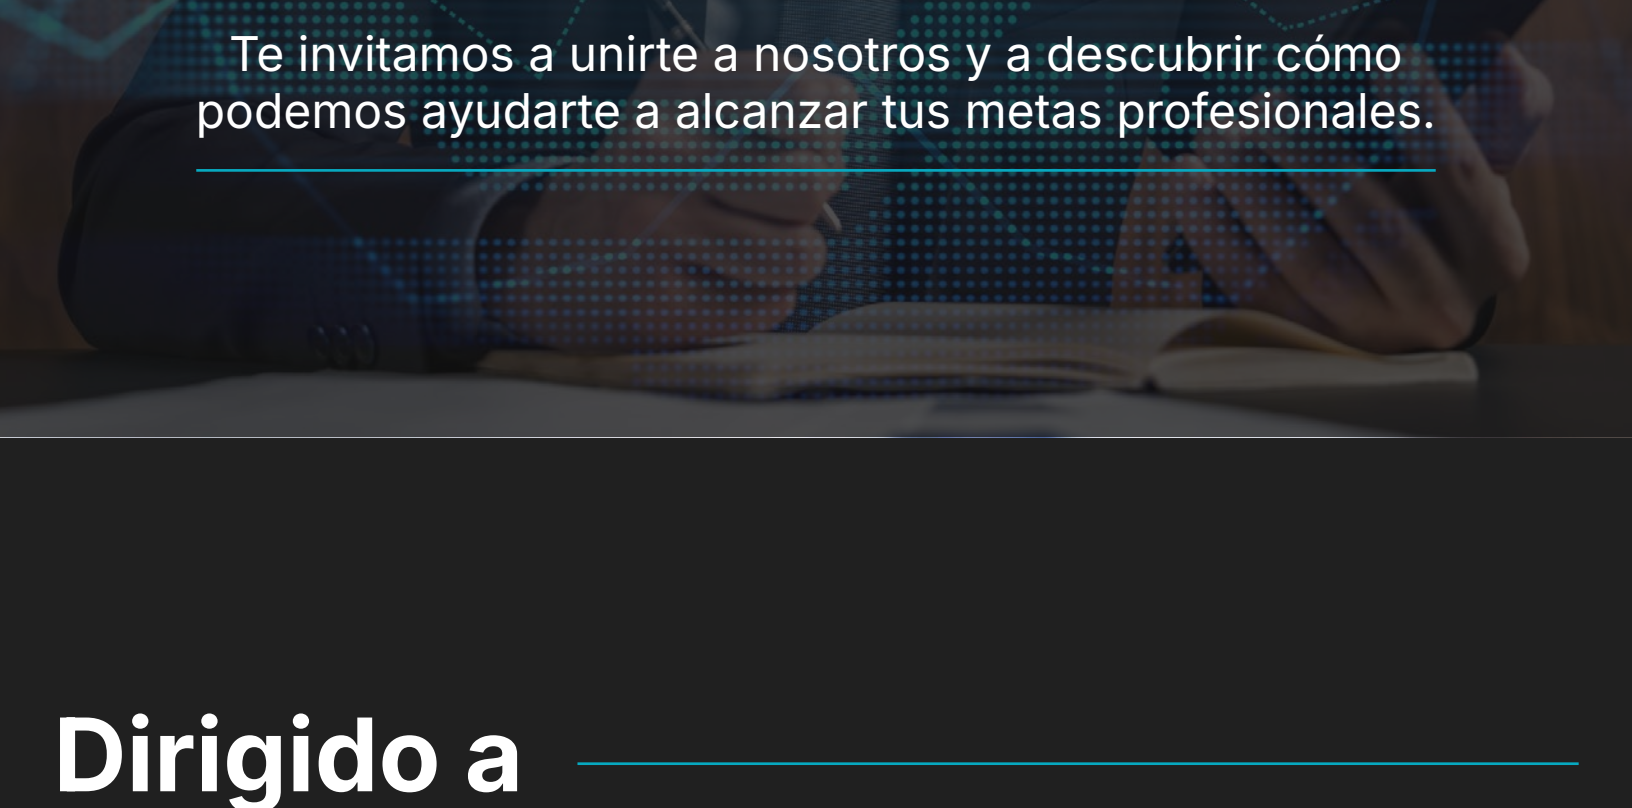 Te invitamos a unirte a nosotros y a descubrir cómo
podemos ayudarte a alcanzar tus metas profesionales.
Dirigido a